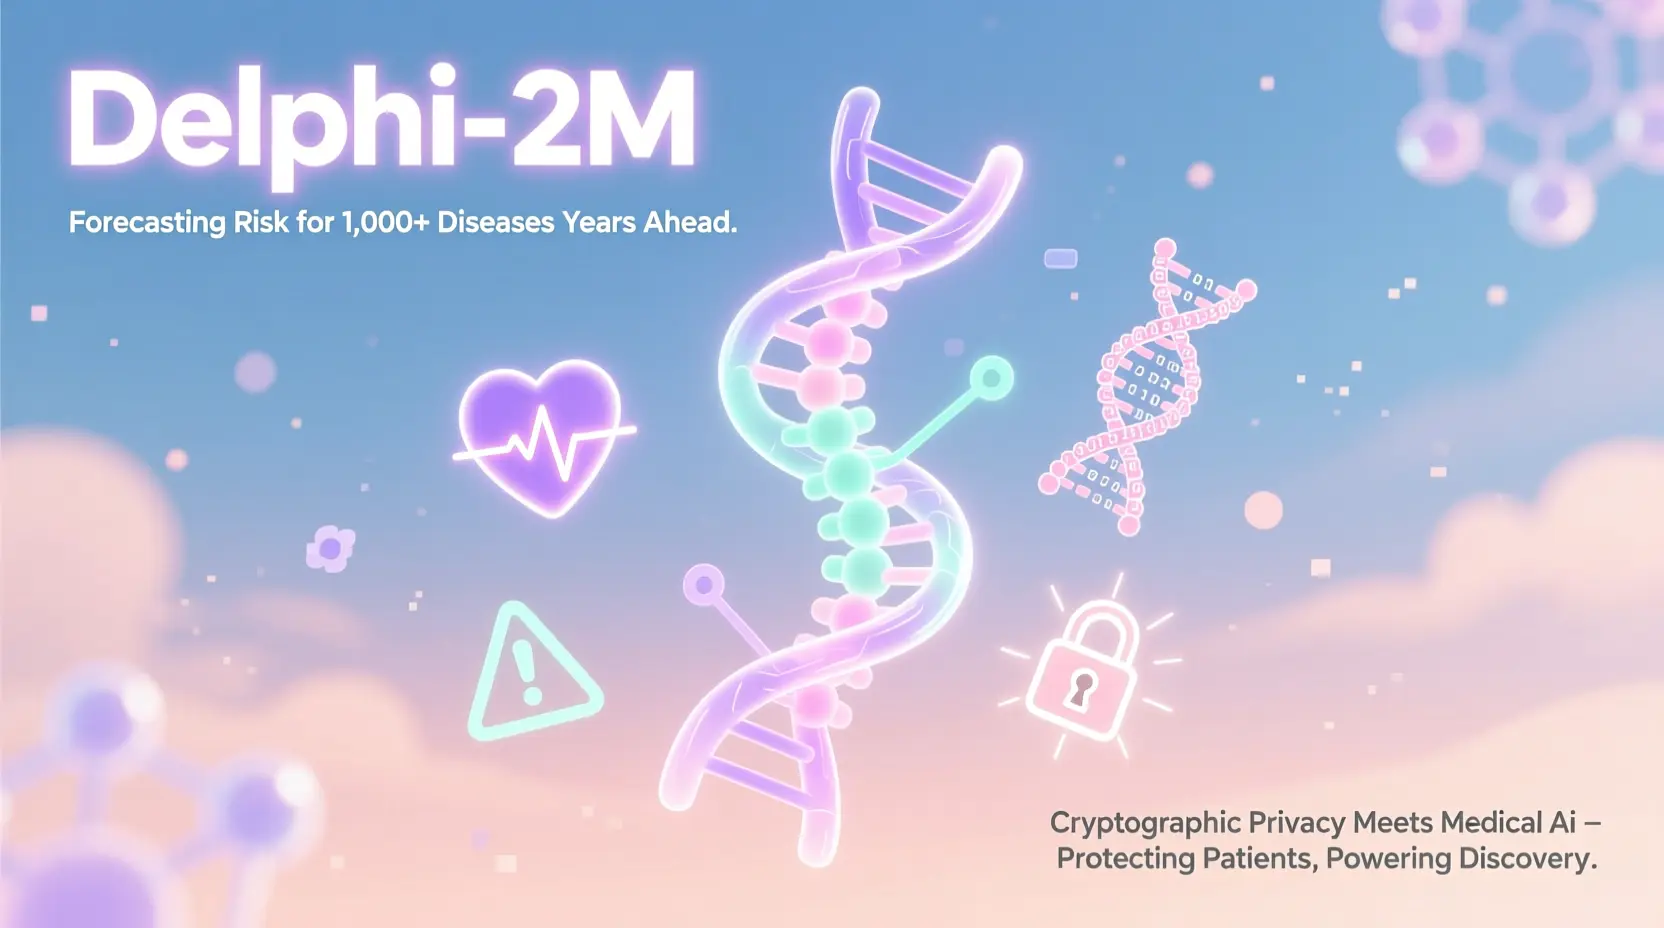 Delphi-2M
Forecasting Risk for 1,000+ Diseases Years Ahead.
Cryptographic Privacy Meets Medical Ai –
Protecting Patients, Powering Discovery.